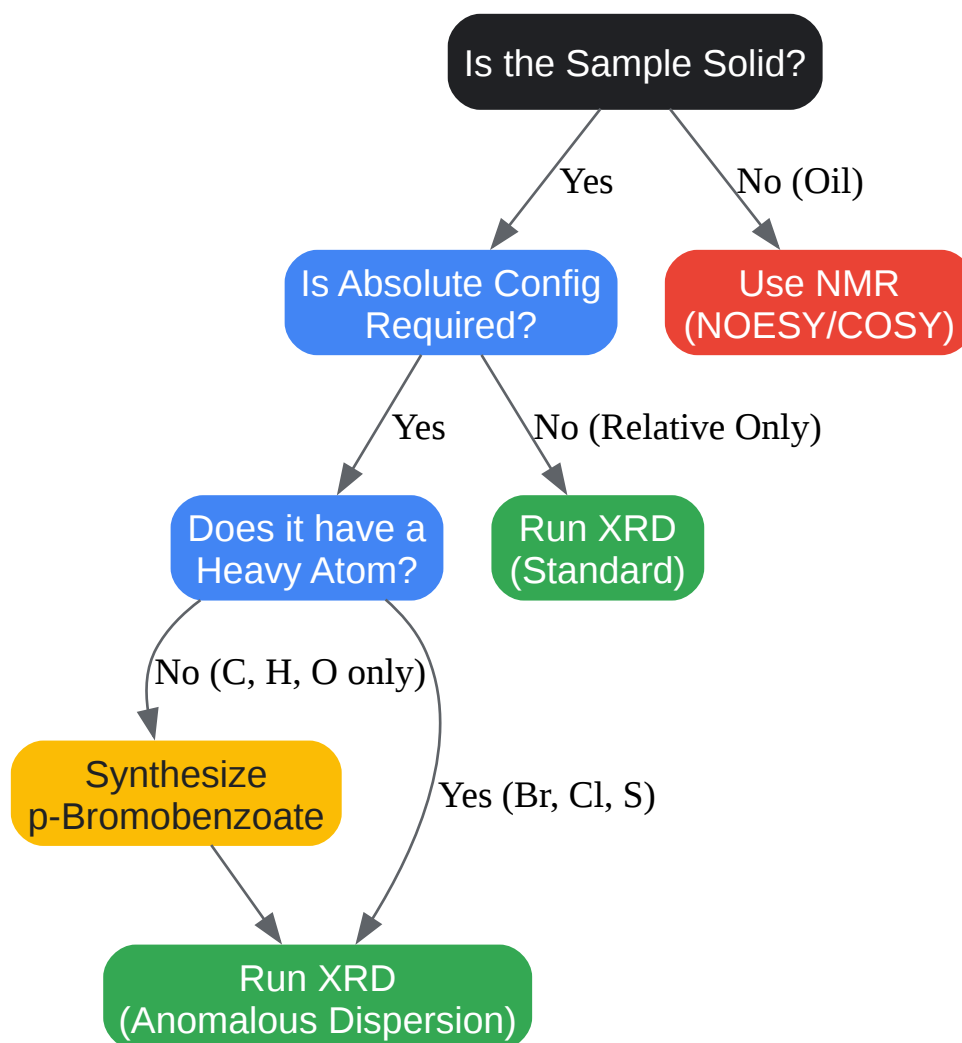 Is the Sample Solid?
Yes
No (Oil)
Is Absolute Config
Required?
Use NMR
(NOESY/COSY)
Yes
No (Relative Only)
Does it have a
Heavy Atom?
Run XRD
(Standard)
No (C, H, O only)
Synthesize
p-Bromobenzoate
Yes (Br, Cl, S)
Run XRD
(Anomalous Dispersion)